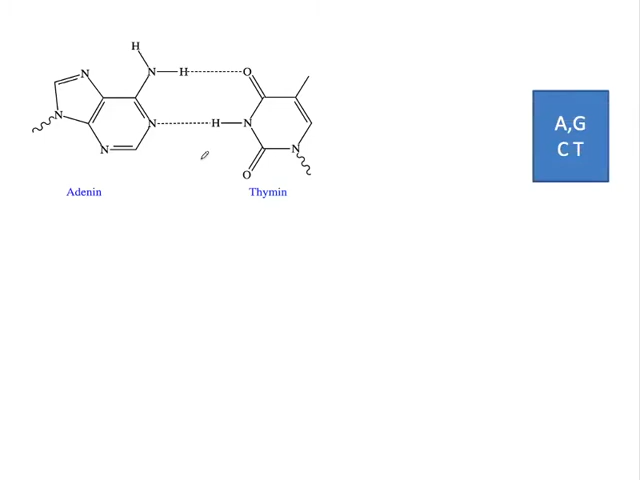 H
N N H O
N N H N
N N O
Adenin Thymin
A,G
C T